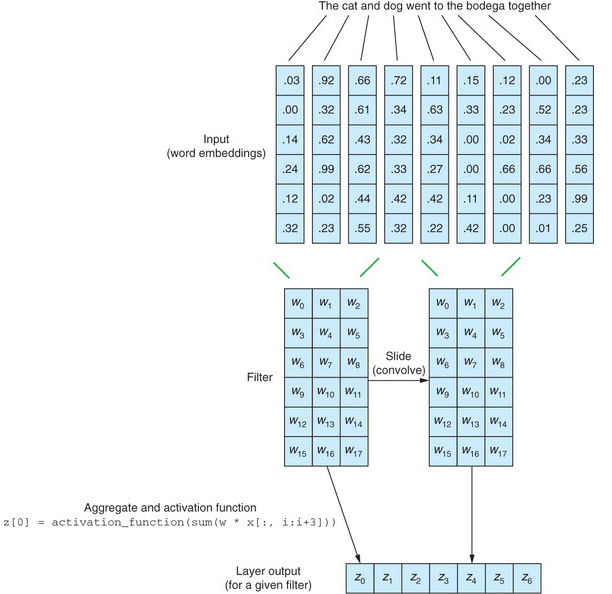 The cat and dog went to the bodega together
.03 .92 .66 .72 .11 .15 .12 .00 .23
.00 .32 .61 .34 .63 .33 .23 .52 .23
Input
(word embeddings)
.14 .62 .43 .32 .34 .00 .02 .34 .33
.24 .99 .62 .33 .27 .00 .66 .66 .56
.12 .02 .44 .42 .42 .11 .00 .23 .99
.32 .23 .55 .32 .22 .42 .00 .01 .25
w0 w1 w2 w0 w1 w2
w3 w4 w5 w3 w4 w5
w6 w7 w8 w6 w7 w8
Slide
(convolve)
Filter
w9 w10 w11 w9 w10 w11
w12 w13 w14 w12 w13 w14
w15 w16 w17 w15 w16 w17
Aggregate and activation function
z[0] = activation_function(sum(w * x[:, i:i+3]))
Layer output
(for a given filter)
z0 z1 z2 z3 z4 z5 z6